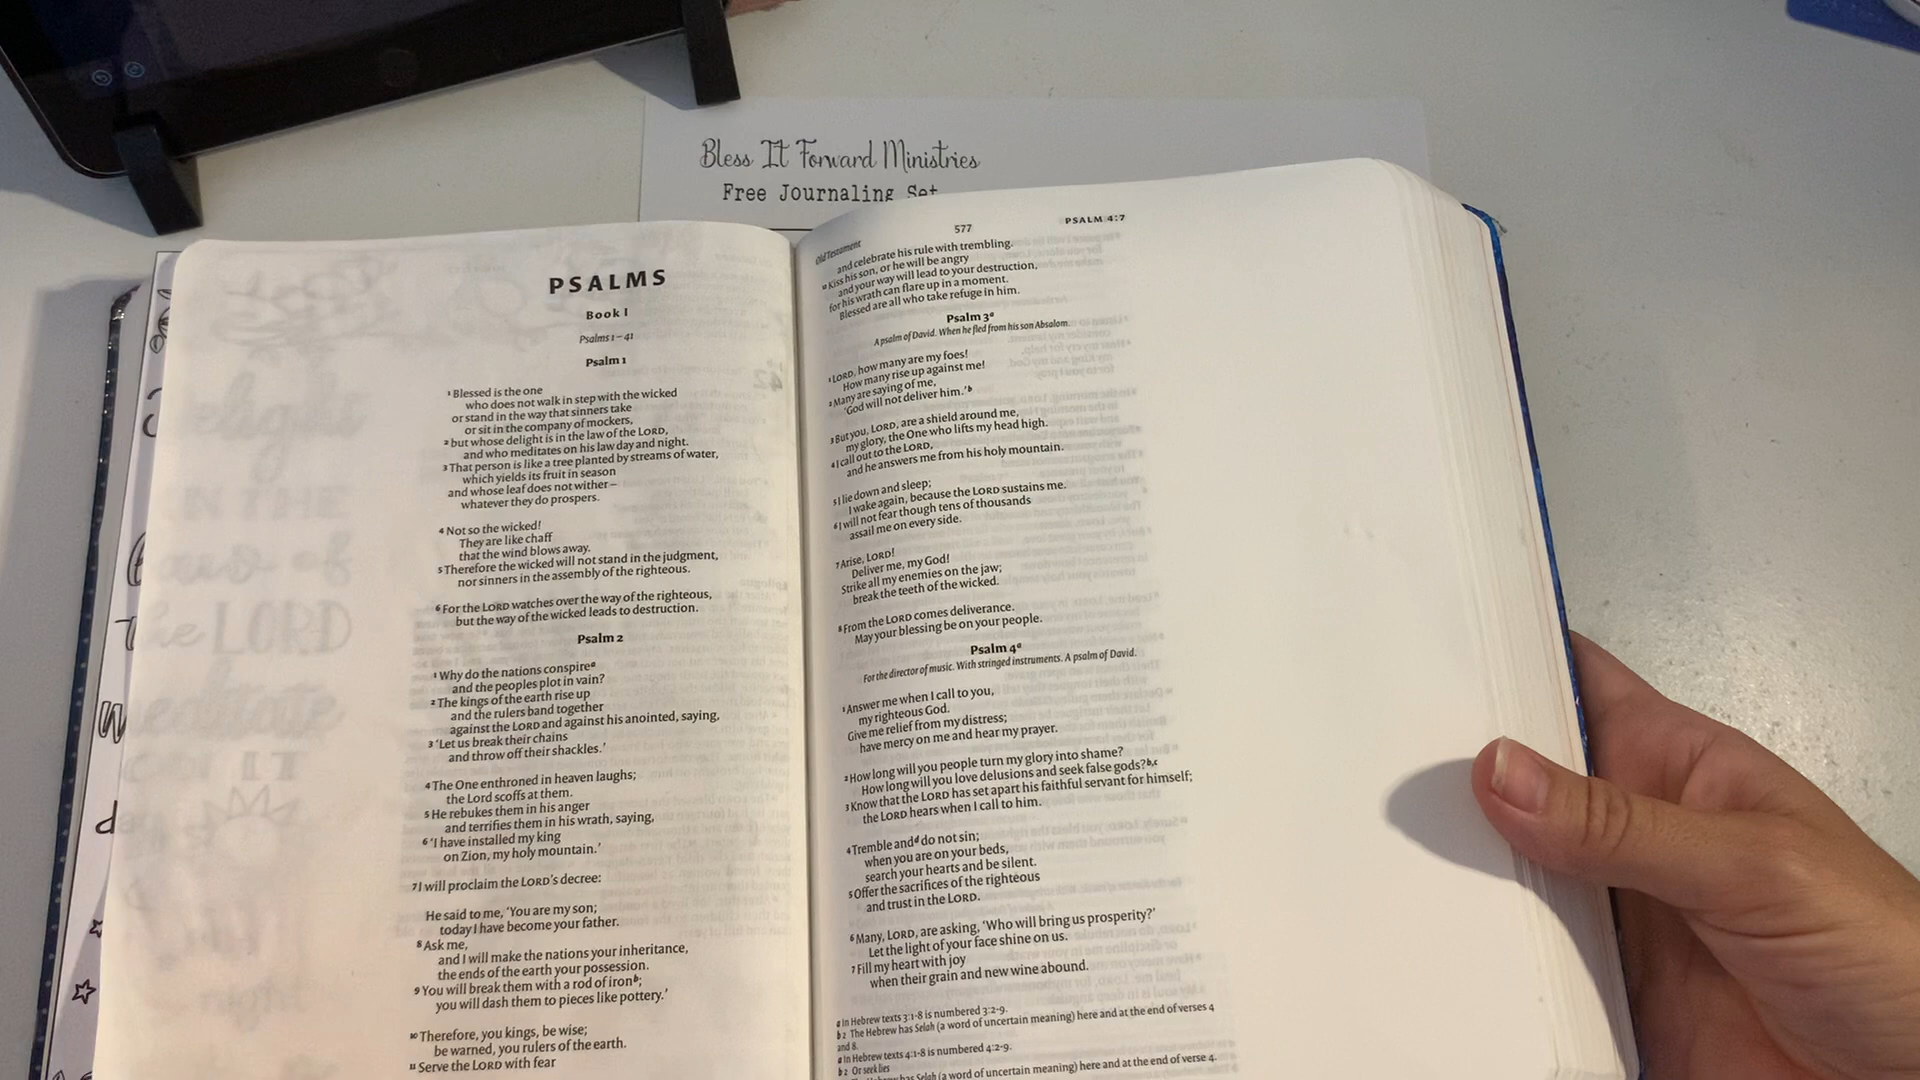 Bless It Forward Ministries
Free Journaling Set
PSALMS
Book I
Psalms 1–41
Psalm 1
1 Blessed is the one
who does not walk in step with the wicked
or stand in the way that sinners take
or sit in the company of mockers,
2 but whose delight is in the law of the LORD,
and who meditates on his law day and night.
3 That person is like a tree planted by streams of water,
which yields its fruit in season
and whose leaf does not wither –
whatever they do prospers.
4 Not so the wicked!
They are like chaff
that the wind blows away.
5 Therefore the wicked will not stand in the judgment,
nor sinners in the assembly of the righteous.
6 For the LORD watches over the way of the righteous,
but the way of the wicked leads to destruction.
Psalm 2
1 Why do the nations conspire a
and the peoples plot in vain?
2 The kings of the earth rise up
and the rulers band together
against the LORD and against his anointed, saying,
3 ‘Let us break their chains
and throw off their shackles.’
4 The One enthroned in heaven laughs;
the Lord scoffs at them.
5 He rebukes them in his anger
and terrifies them in his wrath, saying,
6 ‘I have installed my king
on Zion, my holy mountain.’
7 I will proclaim the LORD’s decree:
He said to me, ‘You are my son;
today I have become your father.
8 Ask me,
and I will make the nations your inheritance,
the ends of the earth your possession.
9 You will break them with a rod of iron b;
you will dash them to pieces like pottery.’
10 Therefore, you kings, be wise;
be warned, you rulers of the earth.
11 Serve the LORD with fear
Old Testament
577
PSALM 4:7
and celebrate his rule with trembling.
12 Kiss his son, or he will be angry
and your way will lead to your destruction,
for his wrath can flare up in a moment.
Blessed are all who take refuge in him.
Psalm 3 a
A psalm of David. When he fled from his son Absalom.
1 LORD, how many are my foes!
How many rise up against me!
2 Many are saying of me,
‘God will not deliver him.’ b
3 But you, LORD, are a shield around me,
my glory, the One who lifts my head high.
4 I call out to the LORD,
and he answers me from his holy mountain.
5 I lie down and sleep;
I wake again, because the LORD sustains me.
6 I will not fear though tens of thousands
assail me on every side.
7 Arise, LORD!
Deliver me, my God!
Strike all my enemies on the jaw;
break the teeth of the wicked.
8 From the LORD comes deliverance.
May your blessing be on your people.
Psalm 4 a
For the director of music. With stringed instruments. A psalm of David.
1 Answer me when I call to you,
my righteous God.
Give me relief from my distress;
have mercy on me and hear my prayer.
2 How long will you people turn my glory into shame?
How long will you love delusions and seek false gods? b,c
3 Know that the LORD has set apart his faithful servant for himself;
the LORD hears when I call to him.
4 Tremble and d do not sin;
when you are on your beds,
search your hearts and be silent.
5 Offer the sacrifices of the righteous
and trust in the LORD.
6 Many, LORD, are asking, ‘Who will bring us prosperity?’
Let the light of your face shine on us.
7 Fill my heart with joy
when their grain and new wine abound.
a In Hebrew texts 3:1-8 is numbered 3:2-9.
b 2 The Hebrew has Selah (a word of uncertain meaning) here and at the end of verses 4
and 8.
a In Hebrew texts 4:1-8 is numbered 4:2-9.
b 2 Or seek lies
Hebrew has Selah (a word of uncertain meaning) here and at the end of verse 4.